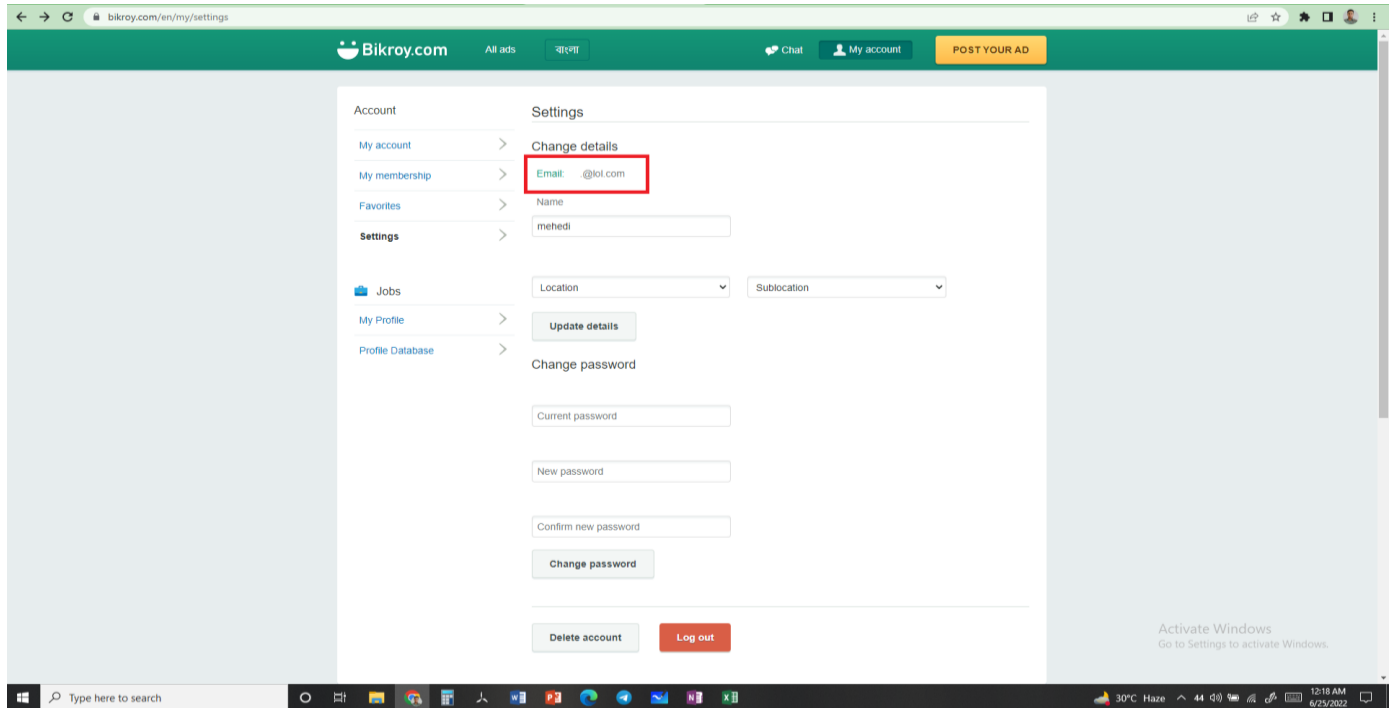 bikroy.com/en/my/settings
Bikroy.com All ads বাংলা Chat My account POST YOUR AD
Account
My account
My membership
Favorites
Settings
Jobs
My Profile
Profile Database
Settings
Change details
Email: .@lol.com
Name
mehedi
Location Sublocation
Update details
Change password
Current password
New password
Confirm new password
Change password
Delete account Log out
Activate Windows
Go to Settings to activate Windows.
Type here to search
30°C Haze 44 12:18 AM
6/25/2022